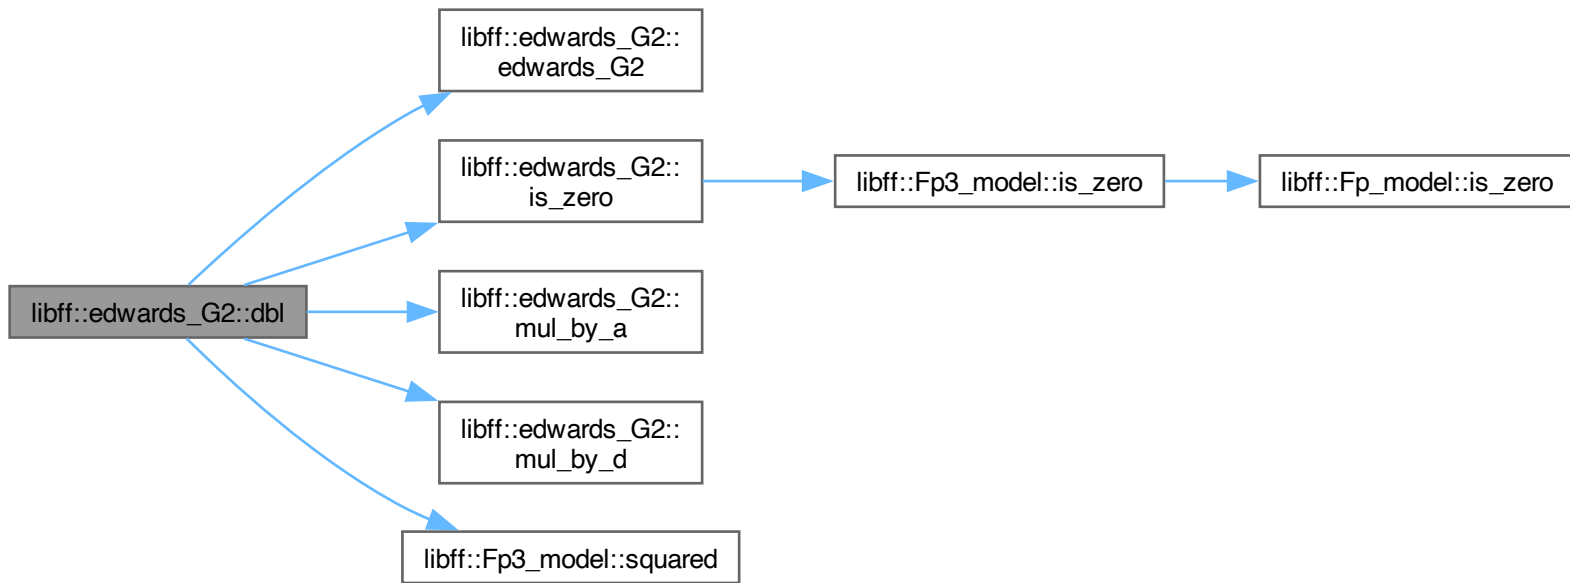 libff::edwards_G2::
edwards_G2
libff::edwards_G2::
is_zero
libff::Fp3_model::is_zero
libff::Fp_model::is_zero
libff::edwards_G2::dbl
libff::edwards_G2::
mul_by_a
libff::edwards_G2::
mul_by_d
libff::Fp3_model::squared